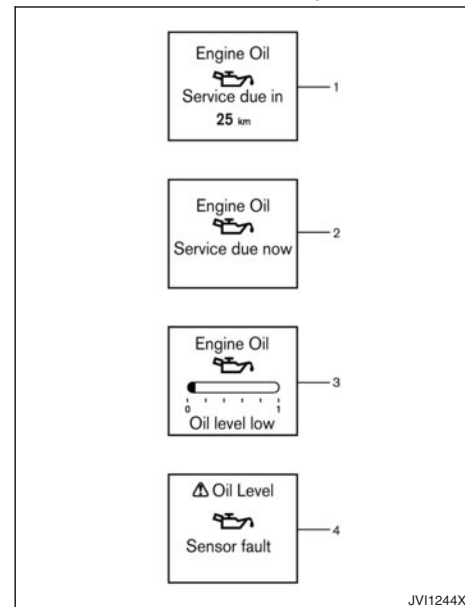 Engine Oil
Service due in
25 km
1
Engine Oil
Service due now
2
Engine Oil
0 1
Oil level low
3
Oil Level
Sensor fault
4
JVI1244X